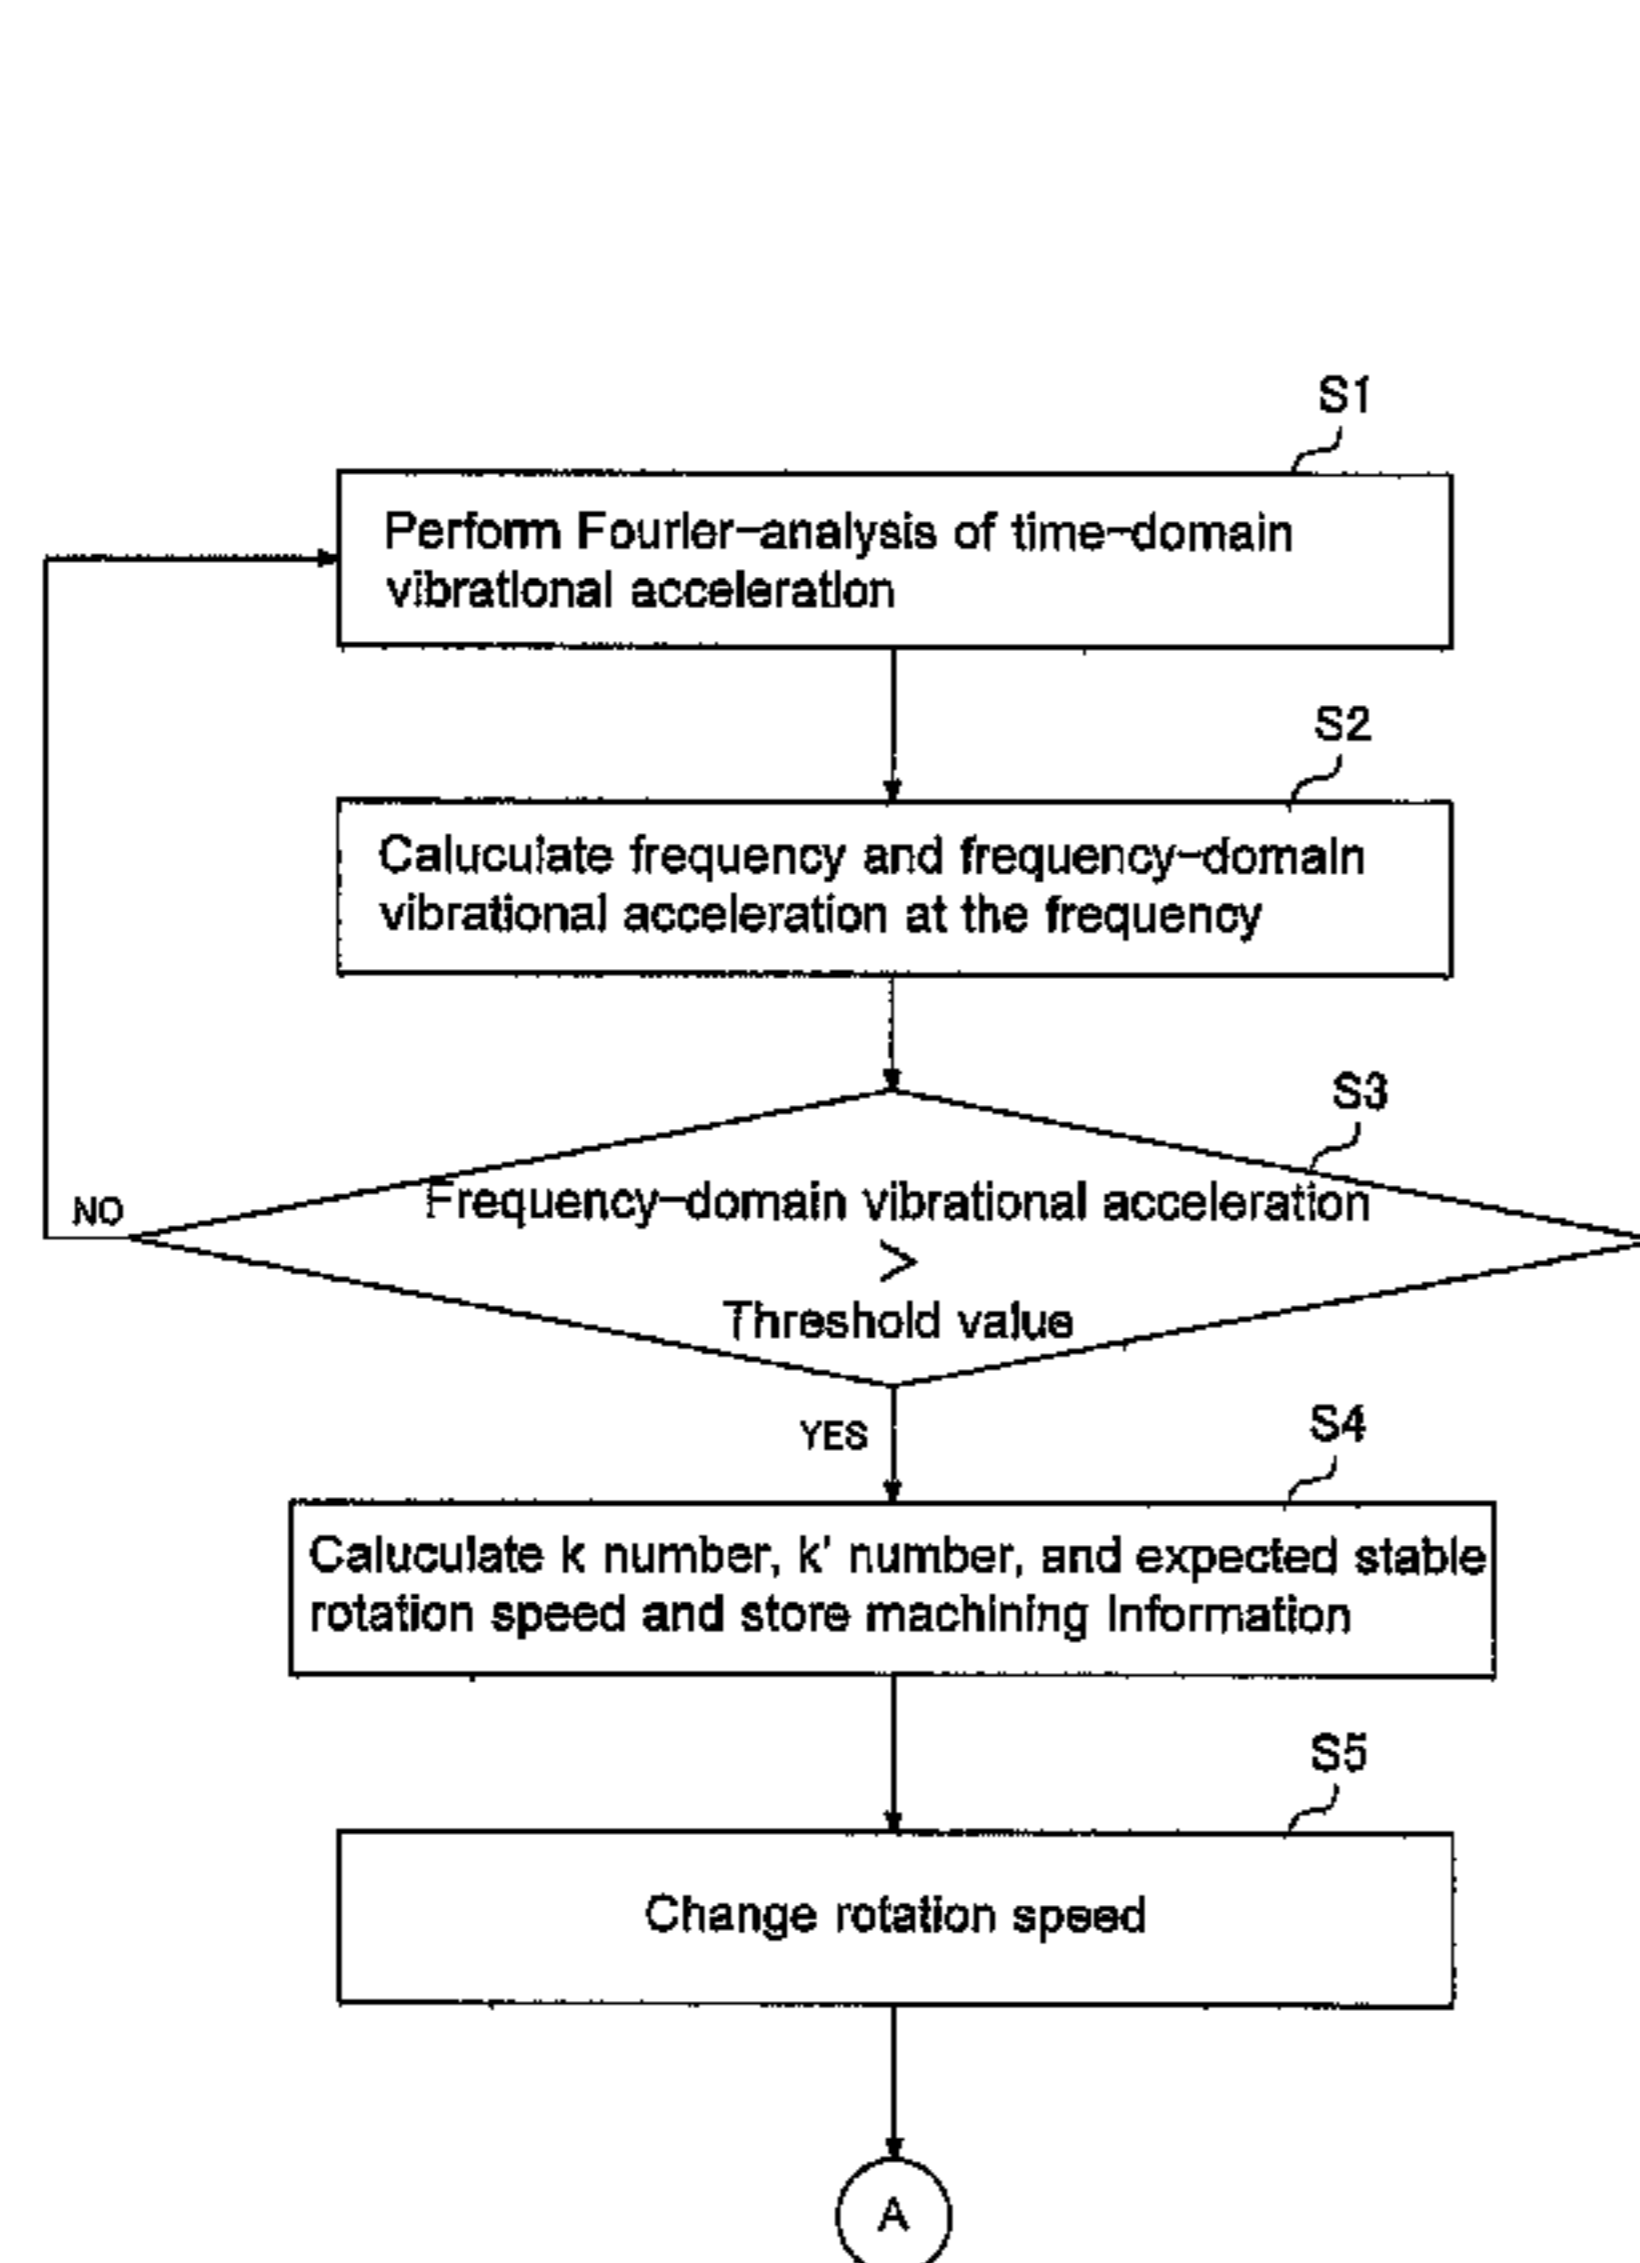 S1
Perform Fourier-analysis of time-domain
vibrational acceleration
S2
Caluculate frequency and frequency-domain
vibrational acceleration at the frequency
S3
Frequency-domain vibrational acceleration
>
Threshold value
NO
YES
S4
Caluculate k number, k' number, and expected stable
rotation speed and store machining information
S5
Change rotation speed
A